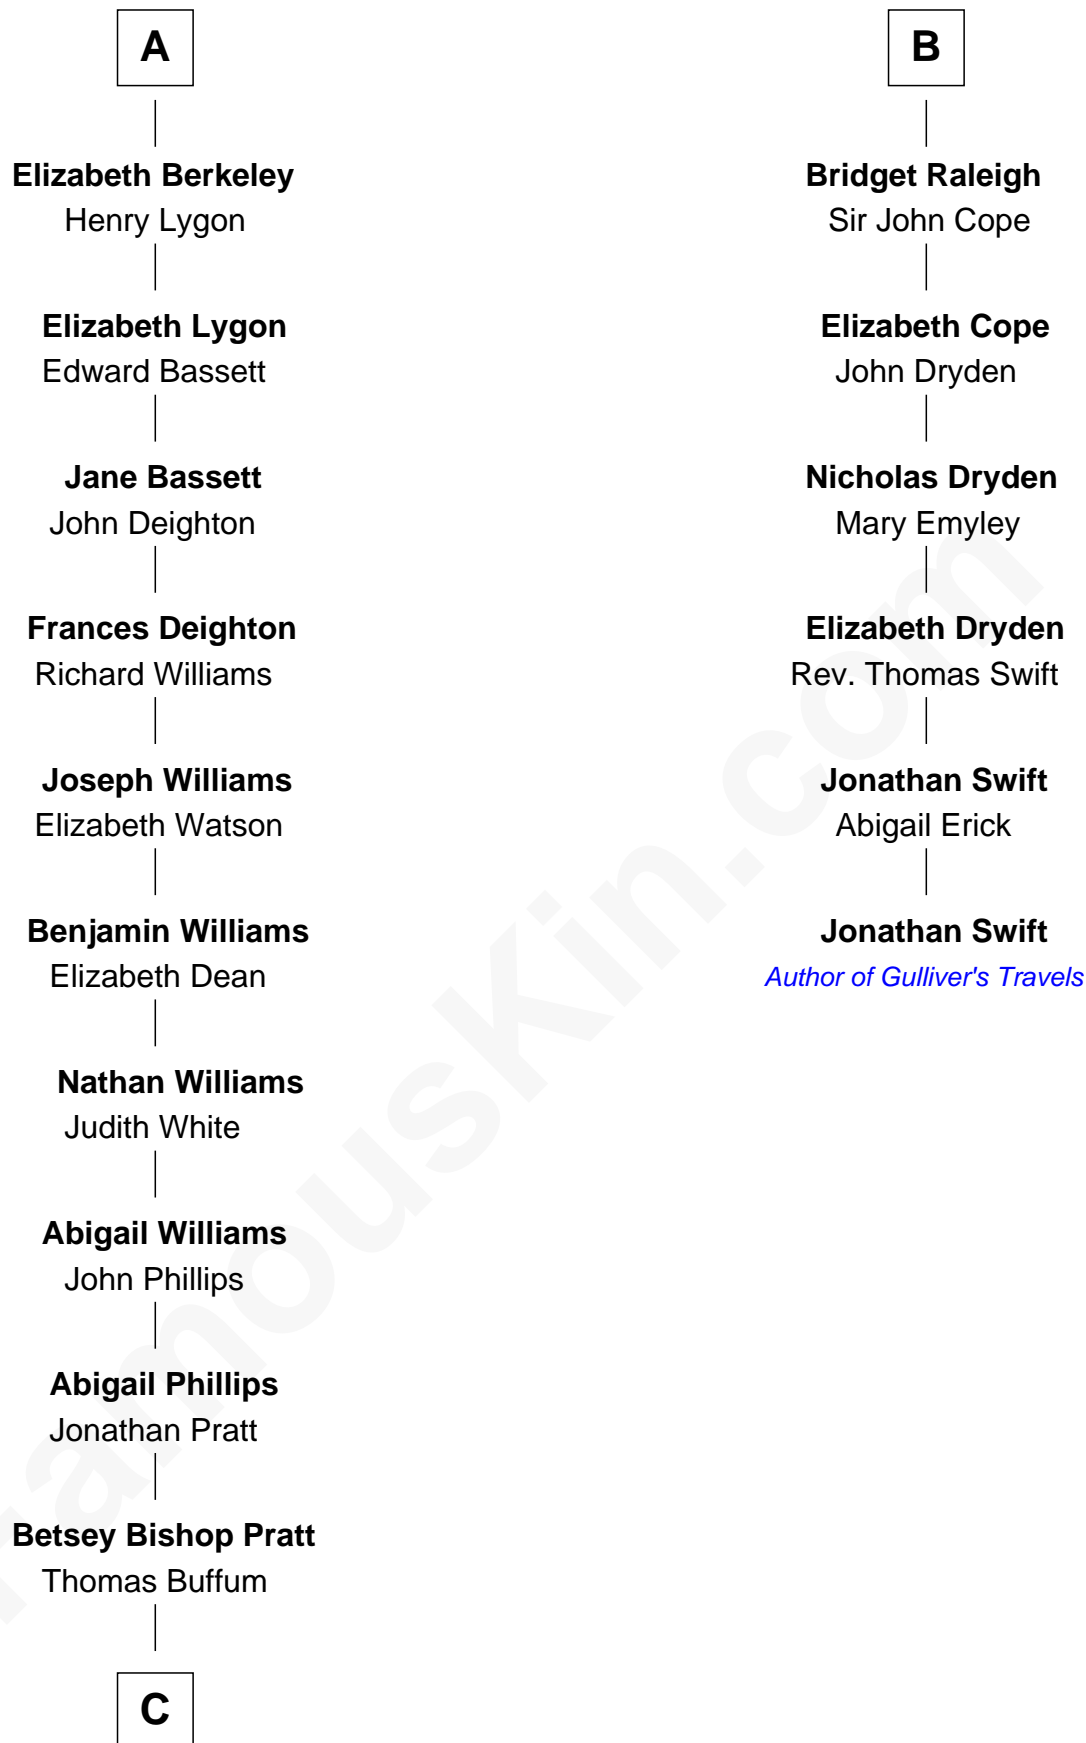 A
Elizabeth Berkeley
Henry Lygon
Elizabeth Lygon
Edward Bassett
Jane Bassett
John Deighton
Frances Deighton
Richard Williams
Joseph Williams
Elizabeth Watson
Benjamin Williams
Elizabeth Dean
Nathan Williams
Judith White
Abigail Williams
John Phillips
Abigail Phillips
Jonathan Pratt
Betsey Bishop Pratt
Thomas Buffum
C
B
Bridget Raleigh
Sir John Cope
Elizabeth Cope
John Dryden
Nicholas Dryden
Mary Emyley
Elizabeth Dryden
Rev. Thomas Swift
Jonathan Swift
Abigail Erick
Jonathan Swift
Author of Gulliver's Travels
FamousKin.com